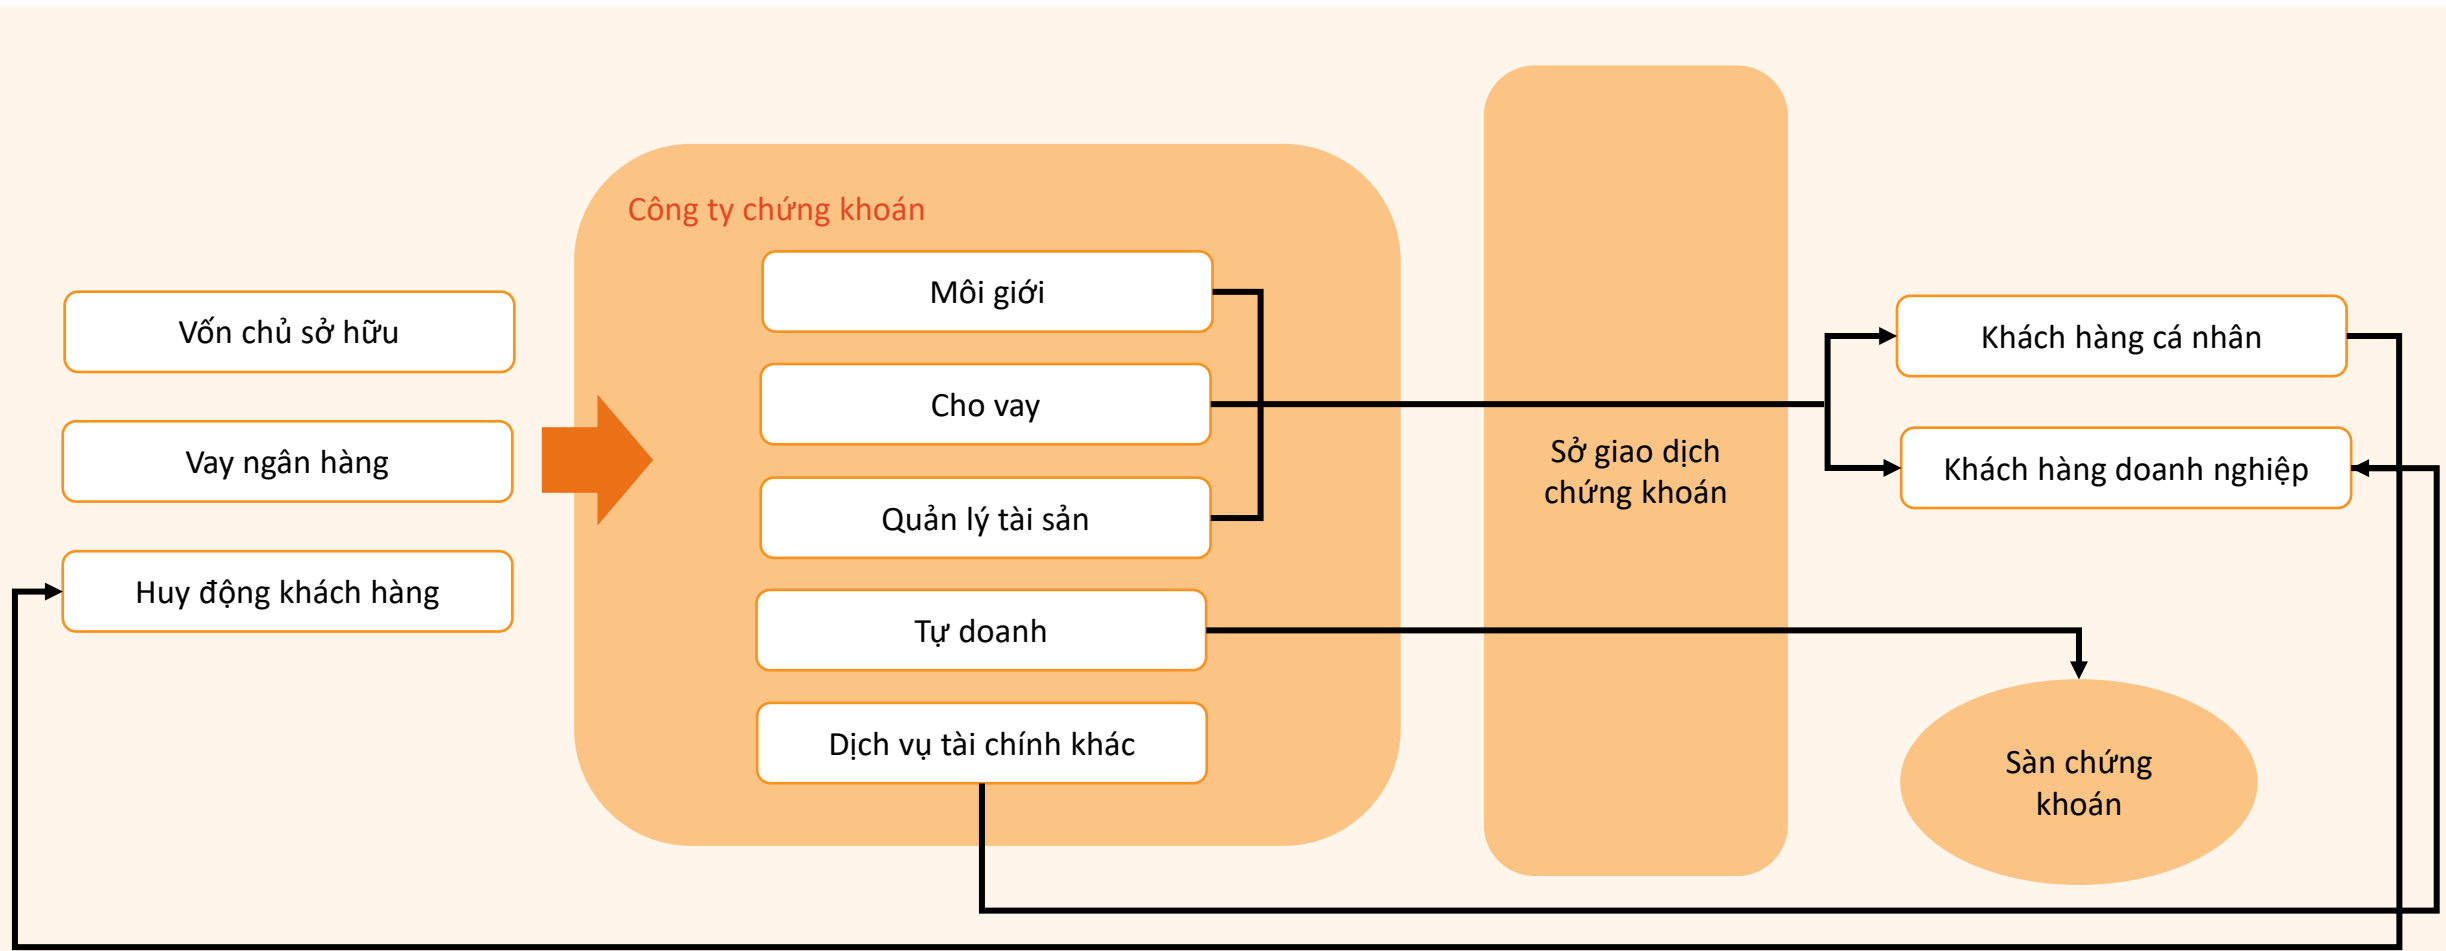 Công ty chứng khoán
Vốn chủ sở hữu
Vay ngân hàng
Huy động khách hàng
Môi giới
Cho vay
Quản lý tài sản
Tự doanh
Dịch vụ tài chính khác
Sở giao dịch
chứng khoán
Khách hàng cá nhân
Khách hàng doanh nghiệp
Sàn chứng
khoán